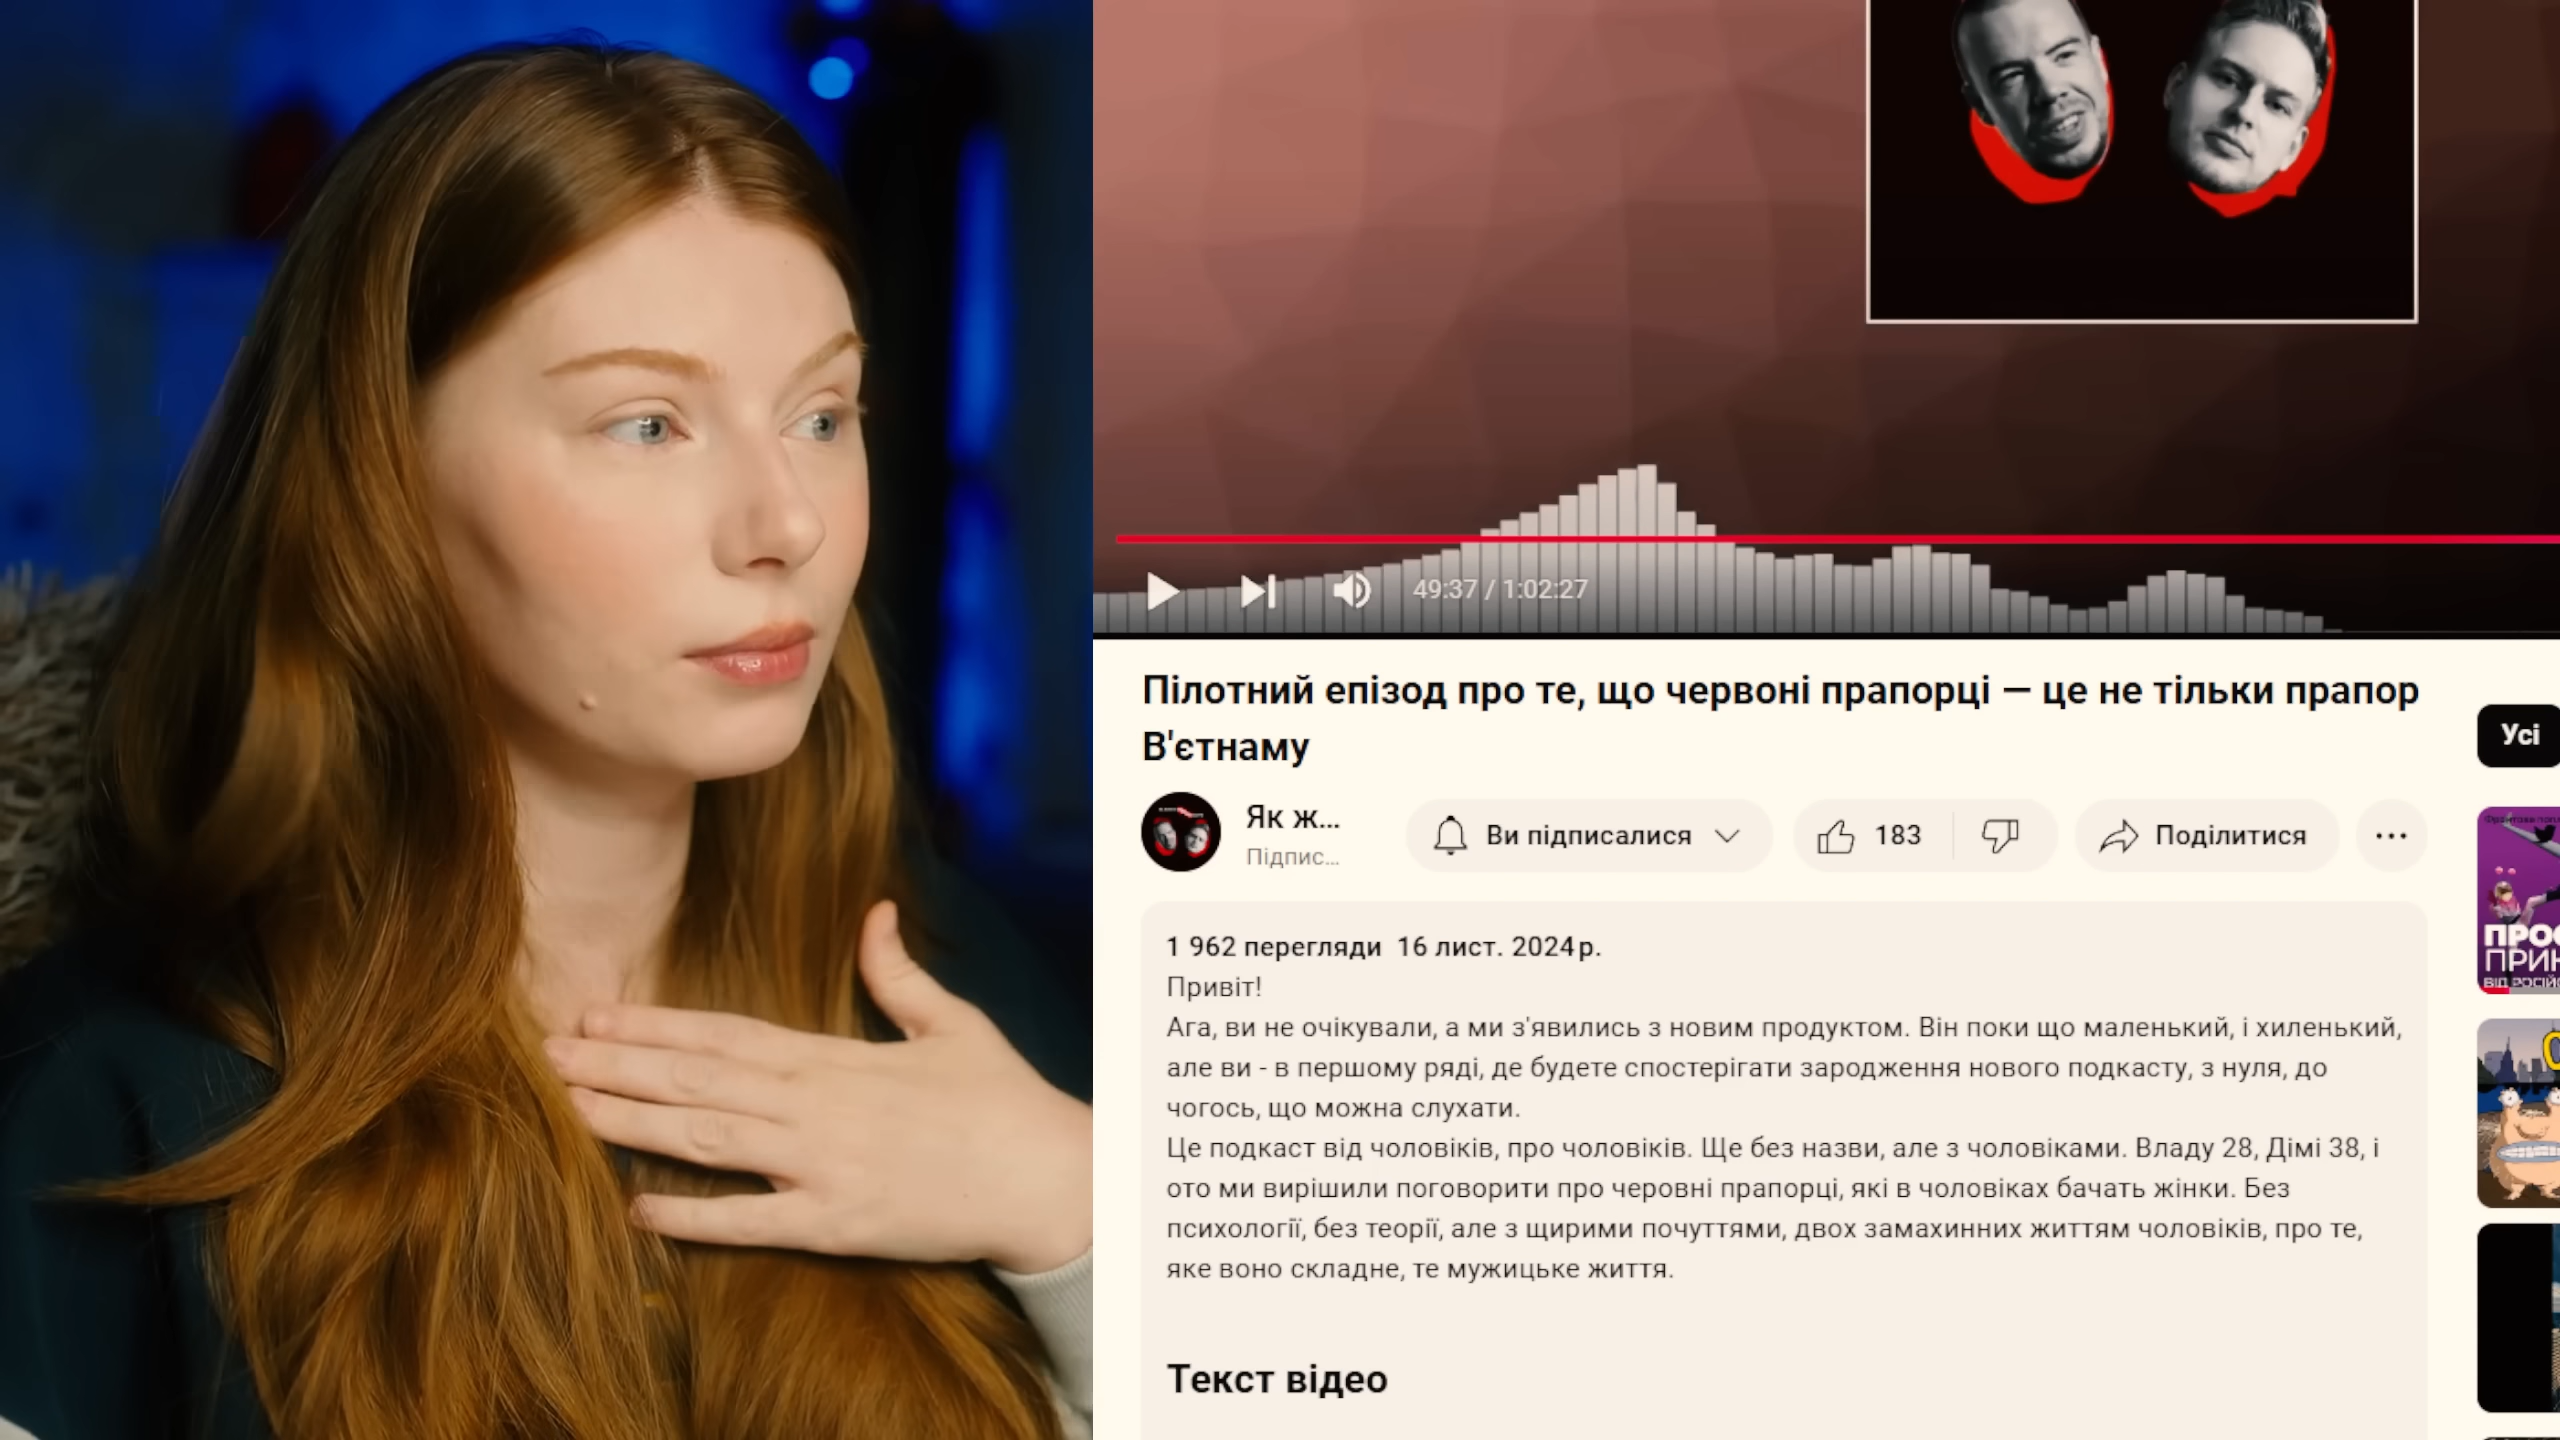 49:37 / 1:02:27
Пілотний епізод про те, що червоні прапорці — це не тільки прапор
В'єтнаму
Усі
Як ж...
Підпис...
Ви підписалися
183
Поділитися
1 962 перегляди 16 лист. 2024 р.
Привіт!
Ага, ви не очікували, а ми з'явились з новим продуктом. Він поки що маленький, і хиленький,
але ви - в першому ряді, де будете спостерігати зародження нового подкасту, з нуля, до
чогось, що можна слухати.
Це подкаст від чоловіків, про чоловіків. Ще без назви, але з чоловіками. Владу 28, Дімі 38, і
ото ми вирішили поговорити про черовні прапорці, які в чоловіках бачать жінки. Без
психології, без теорії, але з щирими почуттями, двох замахинних життям чоловіків, про те,
яке воно складне, те мужицьке життя.
Текст відео